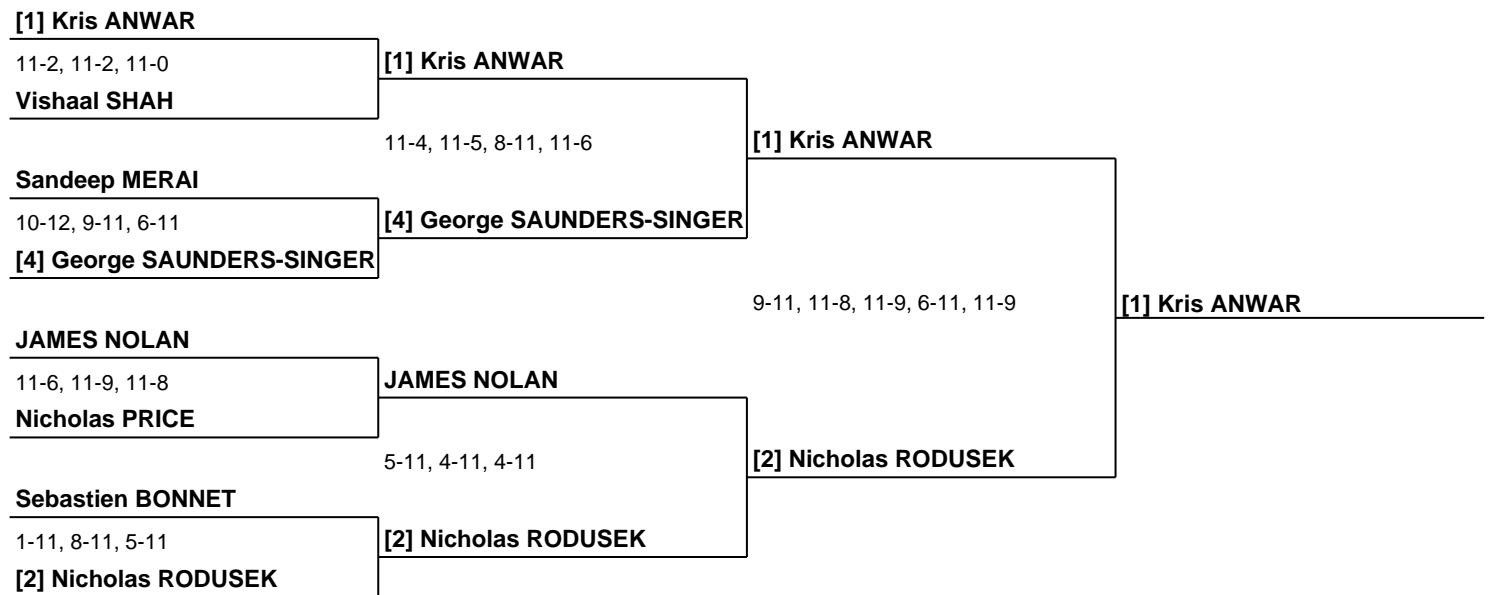 [1] Kris ANWAR
11-2, 11-2, 11-0
[1] Kris ANWAR
Vishaal SHAH
11-4, 11-5, 8-11, 11-6
[1] Kris ANWAR
Sandeep MERAI
10-12, 9-11, 6-11
[4] George SAUNDERS-SINGER
[4] George SAUNDERS-SINGER
9-11, 11-8, 11-9, 6-11, 11-9
[1] Kris ANWAR
JAMES NOLAN
11-6, 11-9, 11-8
JAMES NOLAN
Nicholas PRICE
5-11, 4-11, 4-11
[2] Nicholas RODUSEK
Sebastien BONNET
1-11, 8-11, 5-11
[2] Nicholas RODUSEK
[2] Nicholas RODUSEK